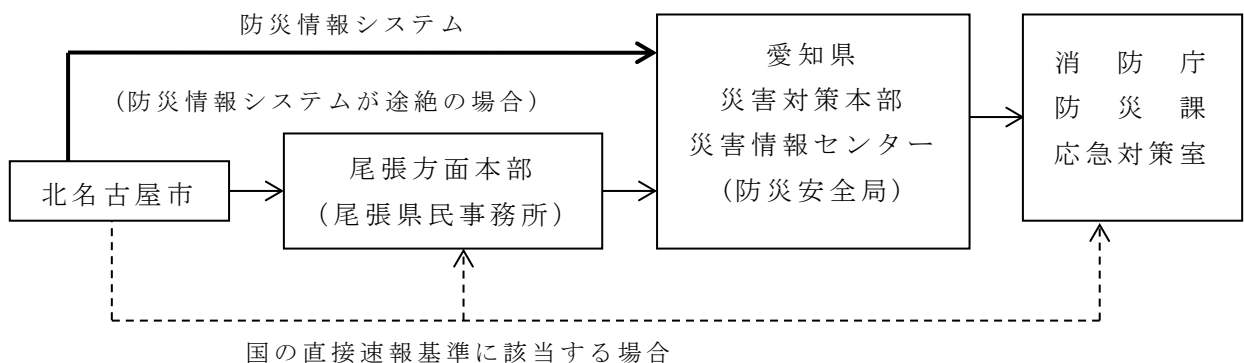 防災情報システム
(防災情報システムが途絶の場合)
北名古屋市
尾張方面本部
(尾張県民事務所)
愛知県
災害対策本部
災害情報センター
(防災安全局)
消防庁
防災課
応急対策室
国の直接速報基準に該当する場合